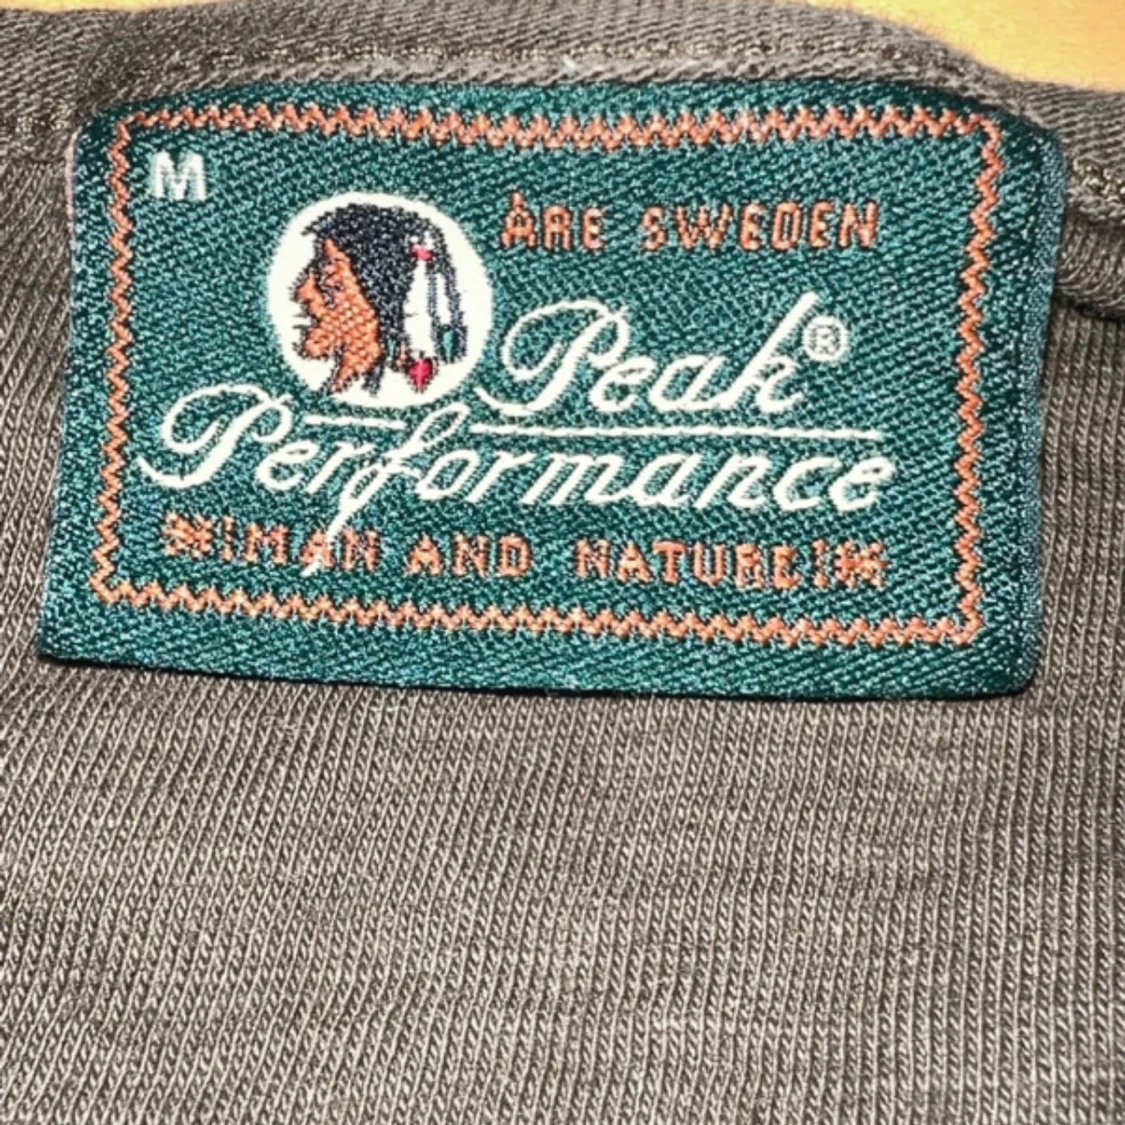 M
ÅRE SWEDEN
Peak®
Performance
MAN AND NATURE